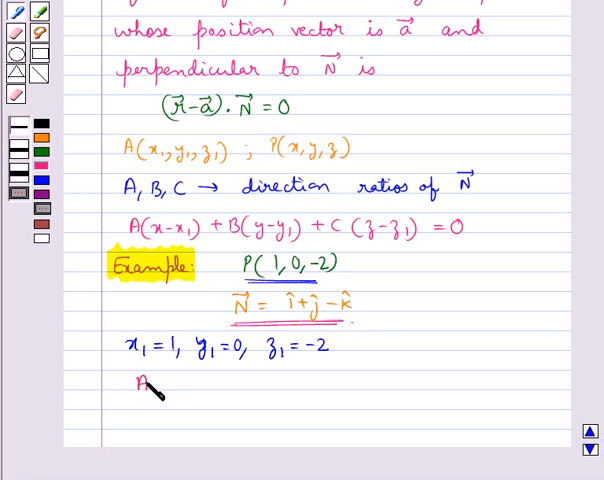 whose position vector is a⃗ and
perpendicular to N⃗ is
(r⃗-a⃗)·N⃗ = 0
A(x₁,y₁,z₁) ; P(x,y,z)
A, B, C → direction ratios of N⃗
A(x-x₁) + B(y-y₁) + C(z-z₁) = 0
Example: P(1,0,-2)
N⃗ = î+ĵ-k̂
x₁=1, y₁=0, z₁=-2
A